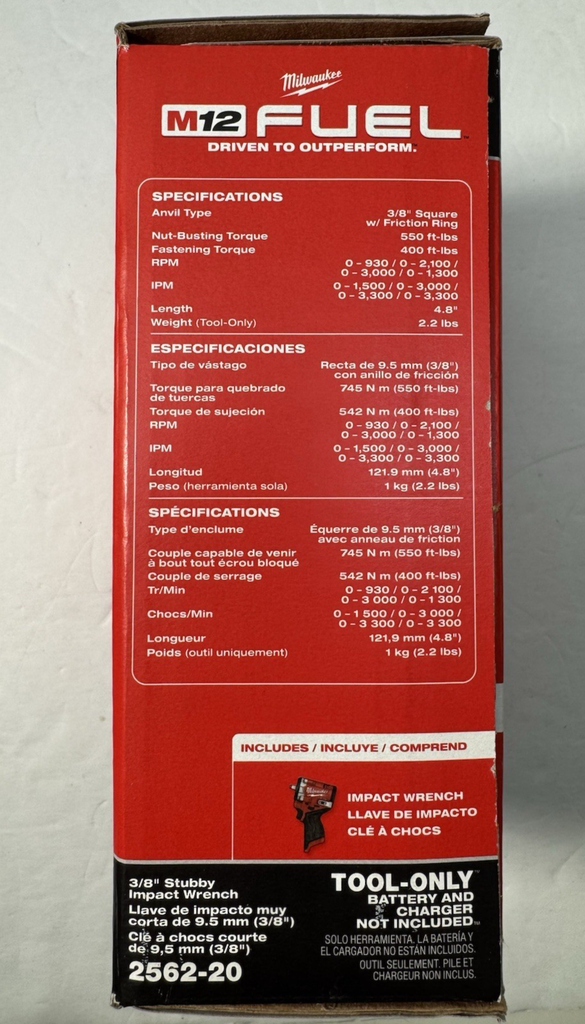 Milwaukee
M12 FUEL™
DRIVEN TO OUTPERFORM.™
SPECIFICATIONS
Anvil Type 3/8" Square
w/ Friction Ring
Nut-Busting Torque 550 ft-lbs
Fastening Torque 400 ft-lbs
RPM 0 - 930 / 0 - 2,100 /
0 - 3,000 / 0 - 1,300
IPM 0 - 1,500 / 0 - 3,000 /
0 - 3,300 / 0 - 3,300
Length 4.8"
Weight (Tool-Only) 2.2 lbs
ESPECIFICACIONES
Tipo de vástago Recta de 9.5 mm (3/8")
con anillo de fricción
Torque para quebrado 745 N m (550 ft-lbs)
de tuercas
Torque de sujeción 542 N m (400 ft-lbs)
RPM 0 - 930 / 0 - 2,100 /
0 - 3,000 / 0 - 1,300
IPM 0 - 1,500 / 0 - 3,000 /
0 - 3,300 / 0 - 3,300
Longitud 121.9 mm (4.8")
Peso (herramienta sola) 1 kg (2.2 lbs)
SPÉCIFICATIONS
Type d'enclume Équerre de 9.5 mm (3/8")
avec anneau de friction
Couple capable de venir 745 N m (550 ft-lbs)
à bout tout écrou bloqué
Couple de serrage 542 N m (400 ft-lbs)
Tr/Min 0 - 930 / 0 - 2 100 /
0 - 3 000 / 0 - 1 300
Chocs/Min 0 - 1 500 / 0 - 3 000 /
0 - 3 300 / 0 - 3 300
Longueur 121,9 mm (4.8")
Poids (outil uniquement) 1 kg (2.2 lbs)
INCLUDES / INCLUYE / COMPREND
IMPACT WRENCH
LLAVE DE IMPACTO
CLÉ À CHOCS
3/8" Stubby
Impact Wrench
Llave de impacto muy
corta de 9.5 mm (3/8")
Clé à chocs courte
de 9,5 mm (3/8")
2562-20
TOOL-ONLY™
BATTERY AND
CHARGER
NOT INCLUDED™
SOLO HERRAMIENTA. LA BATERÍA Y
EL CARGADOR NO ESTÁN INCLUIDOS.
OUTIL SEULEMENT. PILE ET
CHARGEUR NON INCLUS.